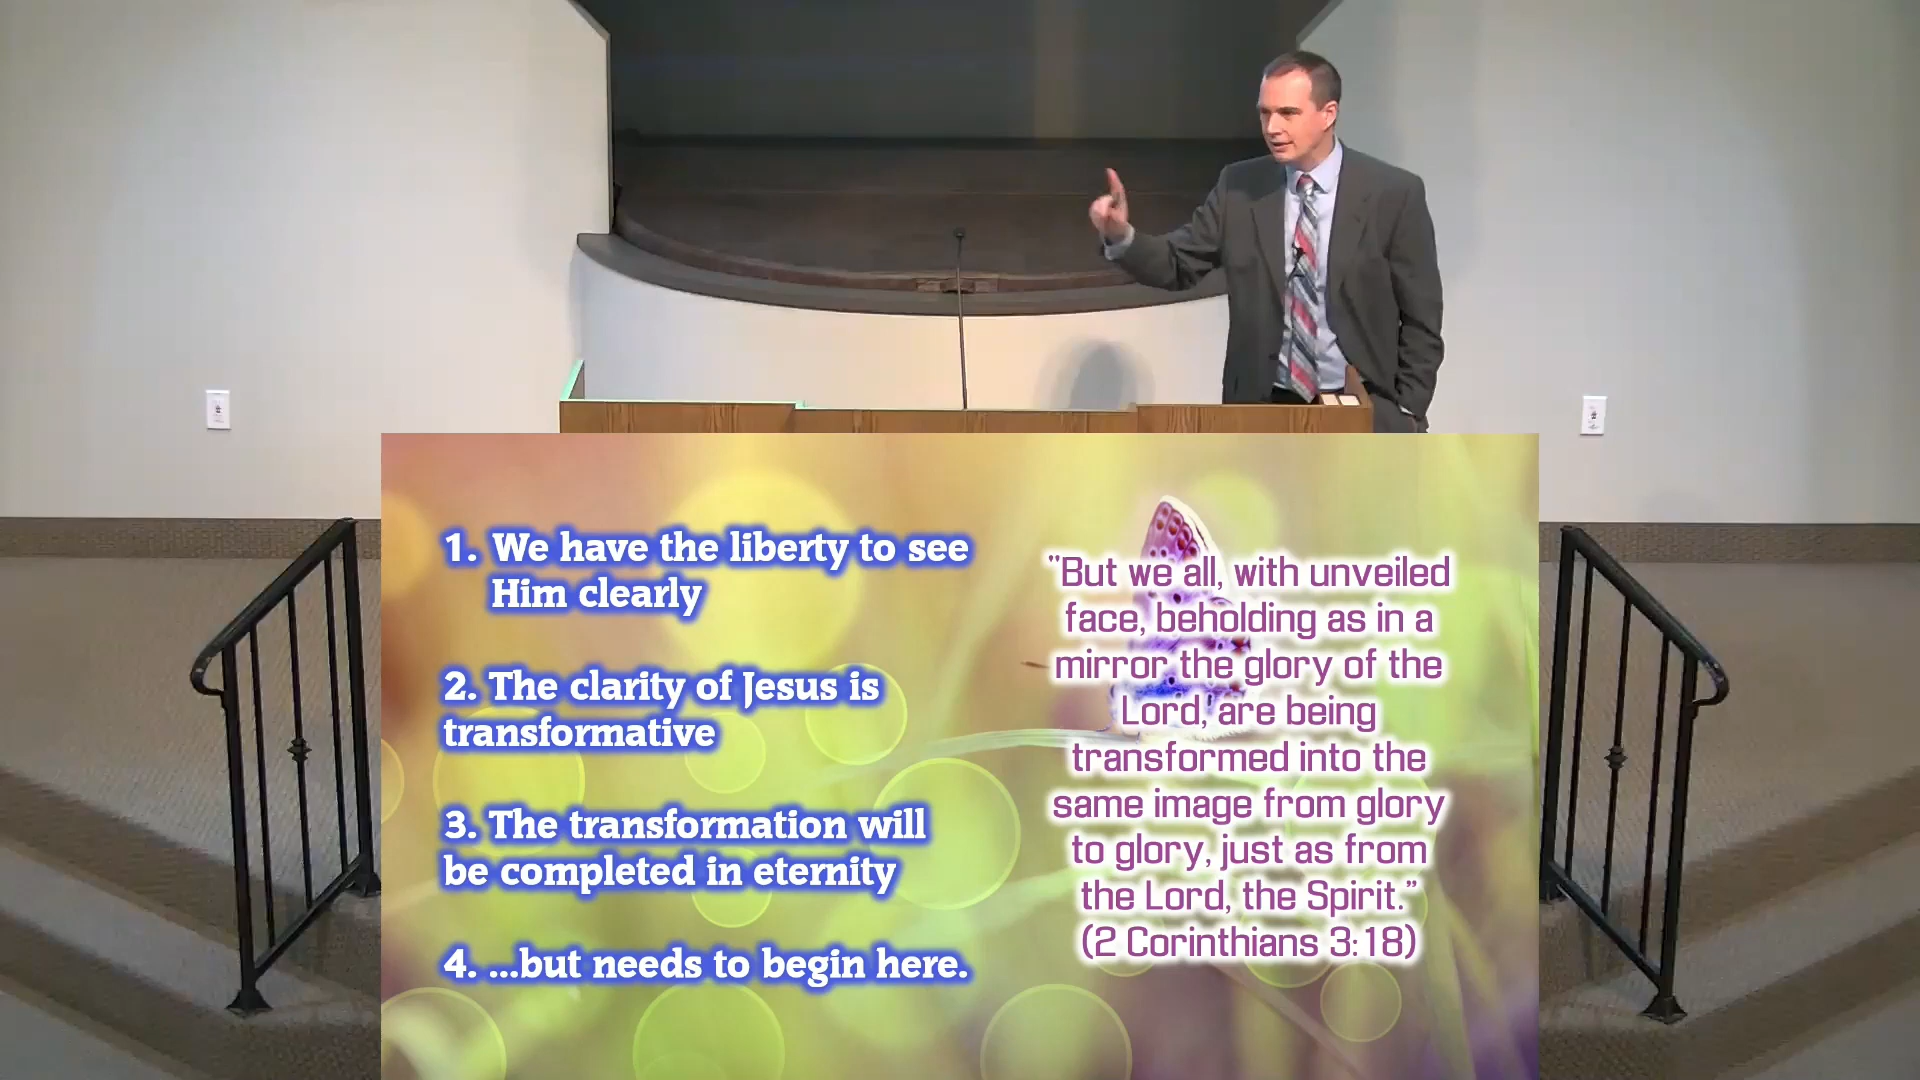 1. We have the liberty to see
Him clearly
2. The clarity of Jesus is
transformative
3. The transformation will
be completed in eternity
4. ...but needs to begin here.
"But we all, with unveiled
face, beholding as in a
mirror the glory of the
Lord, are being
transformed into the
same image from glory
to glory, just as from
the Lord, the Spirit."
(2 Corinthians 3:18)